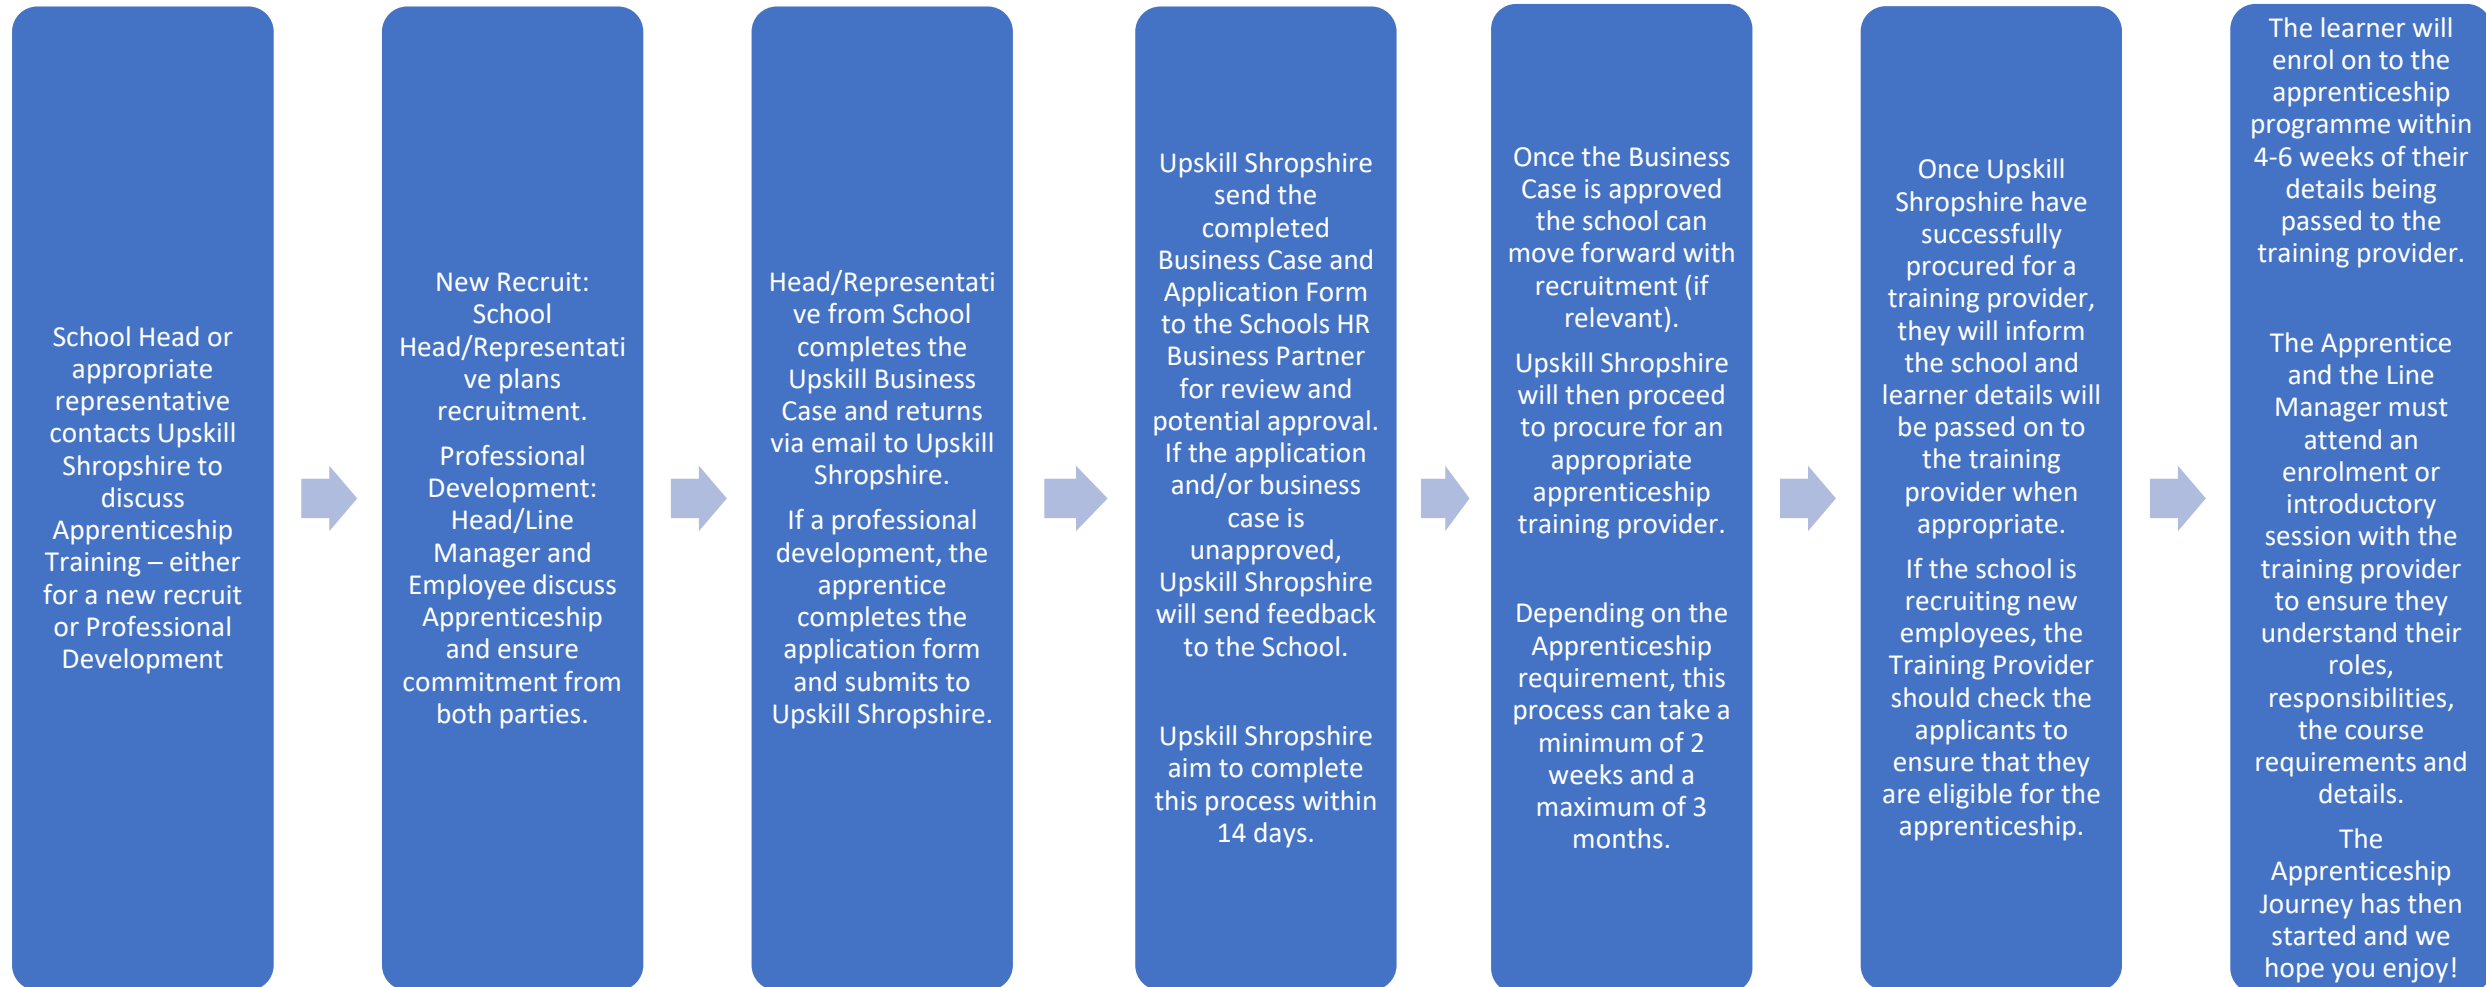 School Head or
appropriate
representative
contacts Upskill
Shropshire to
discuss
Apprenticeship
Training – either
for a new recruit
or Professional
Development
New Recruit:
School
Head/Representati
ve plans
recruitment.
Professional
Development:
Head/Line
Manager and
Employee discuss
Apprenticeship
and ensure
commitment from
both parties.
Head/Representati
ve from School
completes the
Upskill Business
Case and returns
via email to Upskill
Shropshire.
If a professional
development, the
apprentice
completes the
application form
and submits to
Upskill Shropshire.
Upskill Shropshire
send the
completed
Business Case and
Application Form
to the Schools HR
Business Partner
for review and
potential approval.
If the application
and/or business
case is
unapproved,
Upskill Shropshire
will send feedback
to the School.
Upskill Shropshire
aim to complete
this process within
14 days.
Once the Business
Case is approved
the school can
move forward with
recruitment (if
relevant).
Upskill Shropshire
will then proceed
to procure for an
appropriate
apprenticeship
training provider.
Depending on the
Apprenticeship
requirement, this
process can take a
minimum of 2
weeks and a
maximum of 3
months.
Once Upskill
Shropshire have
successfully
procured for a
training provider,
they will inform
the school and
learner details will
be passed on to
the training
provider when
appropriate.
If the school is
recruiting new
employees, the
Training Provider
should check the
applicants to
ensure that they
are eligible for the
apprenticeship.
The learner will
enrol on to the
apprenticeship
programme within
4-6 weeks of their
details being
passed to the
training provider.
The Apprentice
and the Line
Manager must
attend an
enrolment or
introductory
session with the
training provider
to ensure they
understand their
roles,
responsibilities,
the course
requirements and
details.
The
Apprenticeship
Journey has then
started and we
hope you enjoy!